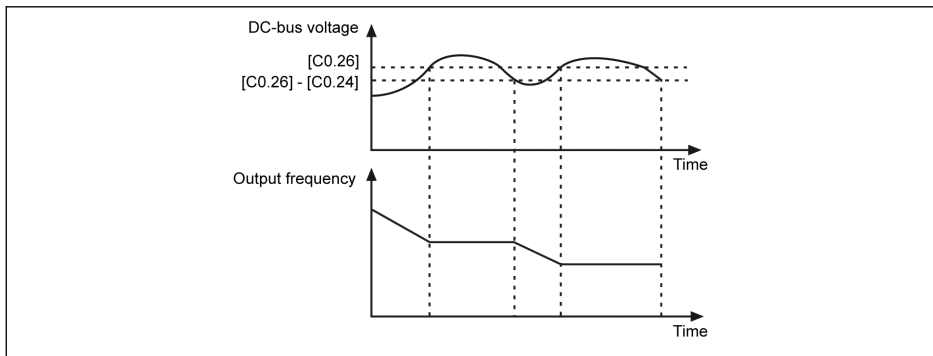 DC-bus voltage
[C0.26]
[C0.26] - [C0.24]
Time
Output frequency
Time